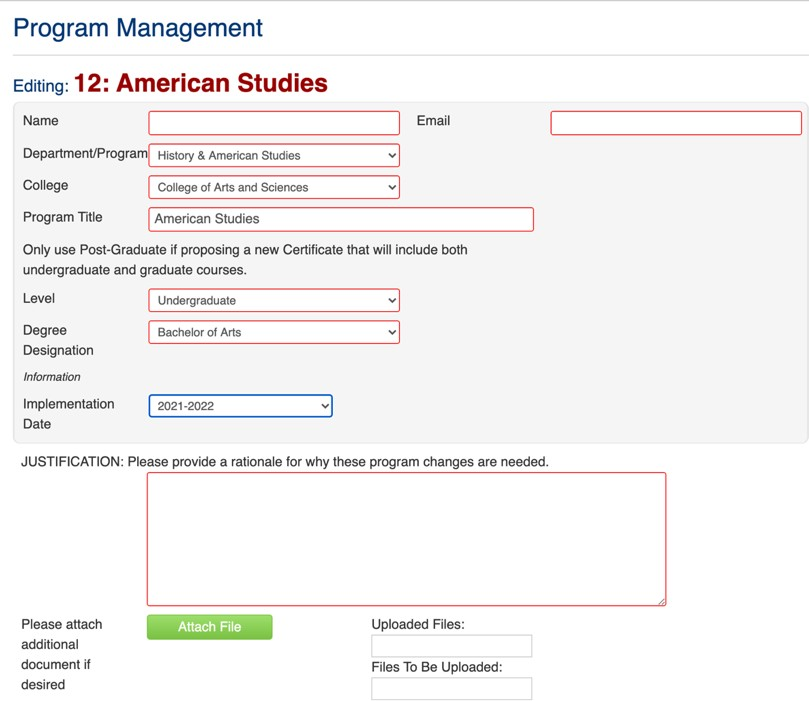 Program Management
Editing: 12: American Studies
Name
Email
Department/Program History & American Studies
College College of Arts and Sciences
Program Title American Studies
Only use Post-Graduate if proposing a new Certificate that will include both
undergraduate and graduate courses.
Level Undergraduate
Degree
Designation
Bachelor of Arts
Information
Implementation
Date
2021-2022
JUSTIFICATION: Please provide a rationale for why these program changes are needed.
Please attach
additional
document if
desired
Attach File
Uploaded Files:
Files To Be Uploaded: